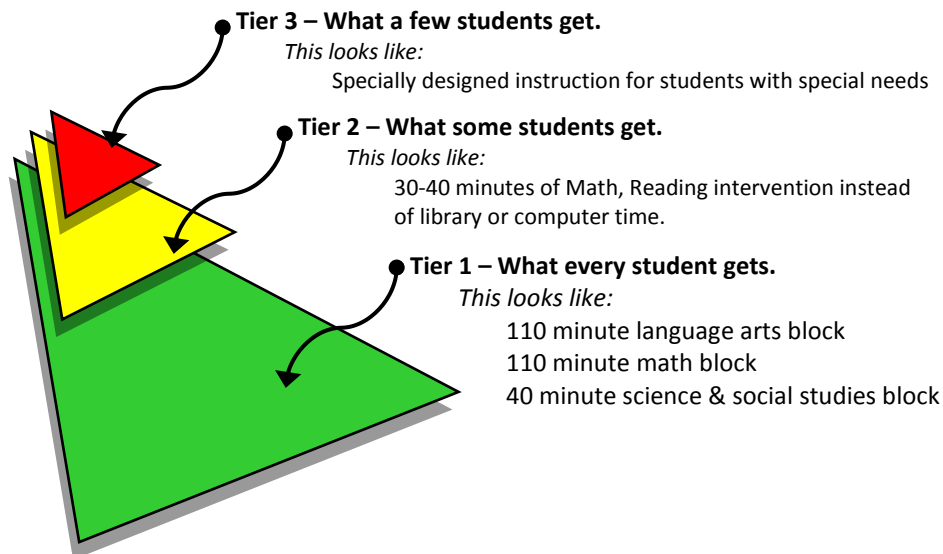 Tier 3 – What a few students get.
This looks like:
Specially designed instruction for students with special needs
Tier 2 – What some students get.
This looks like:
30-40 minutes of Math, Reading intervention instead
of library or computer time.
Tier 1 – What every student gets.
This looks like:
110 minute language arts block
110 minute math block
40 minute science & social studies block